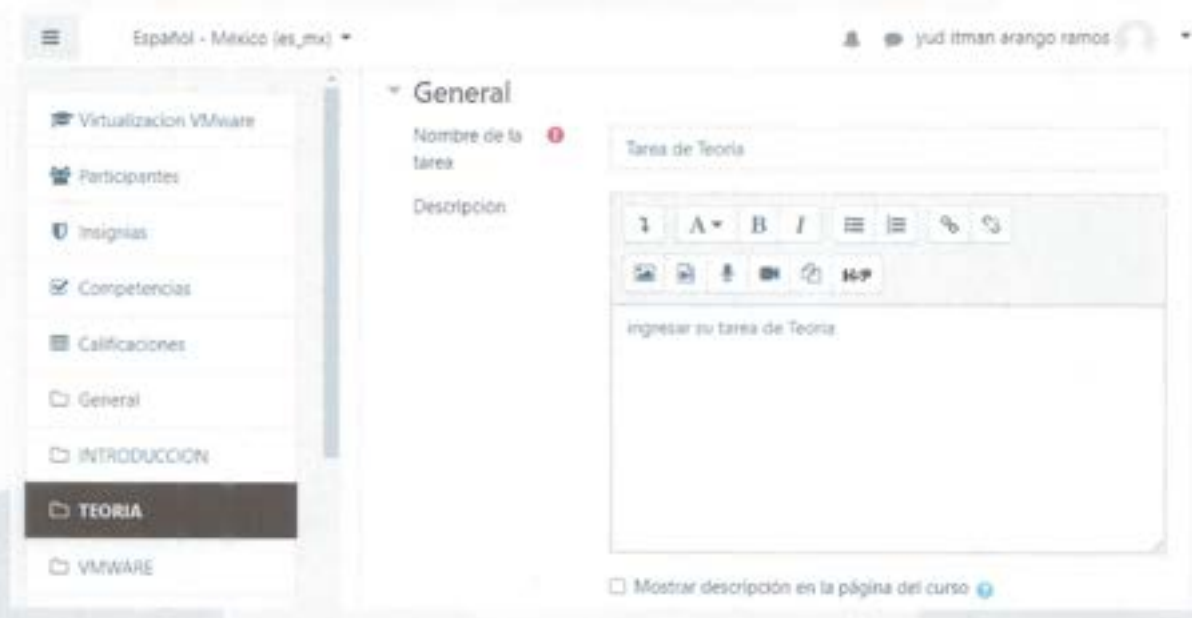 Español - México (es_mx)
yud itman arango ramos
Virtualizacion VMware
Participantes
Insignias
Competencias
Calificaciones
General
INTRODUCCION
TEORIA
VMWARE
General
Nombre de la
tarea
Tarea de Teoria
Descripción
A B I
H-P
ingresar su tarea de Teoria
Mostrar descripción en la página del curso